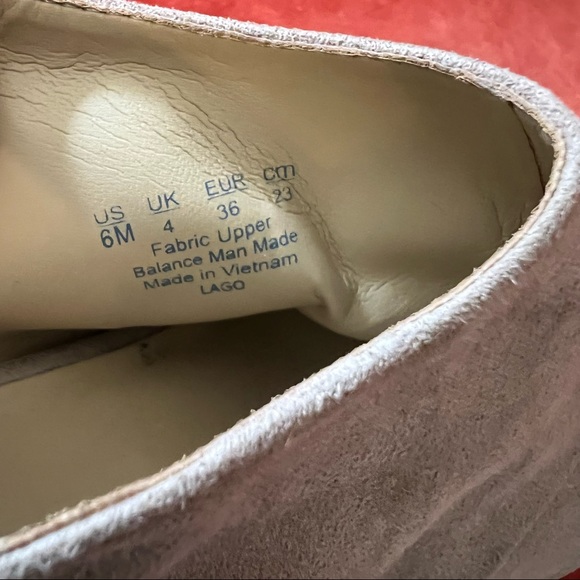 US UK EUR cm
6M 4 36 23
Fabric Upper
Balance Man Made
Made in Vietnam
LAGO